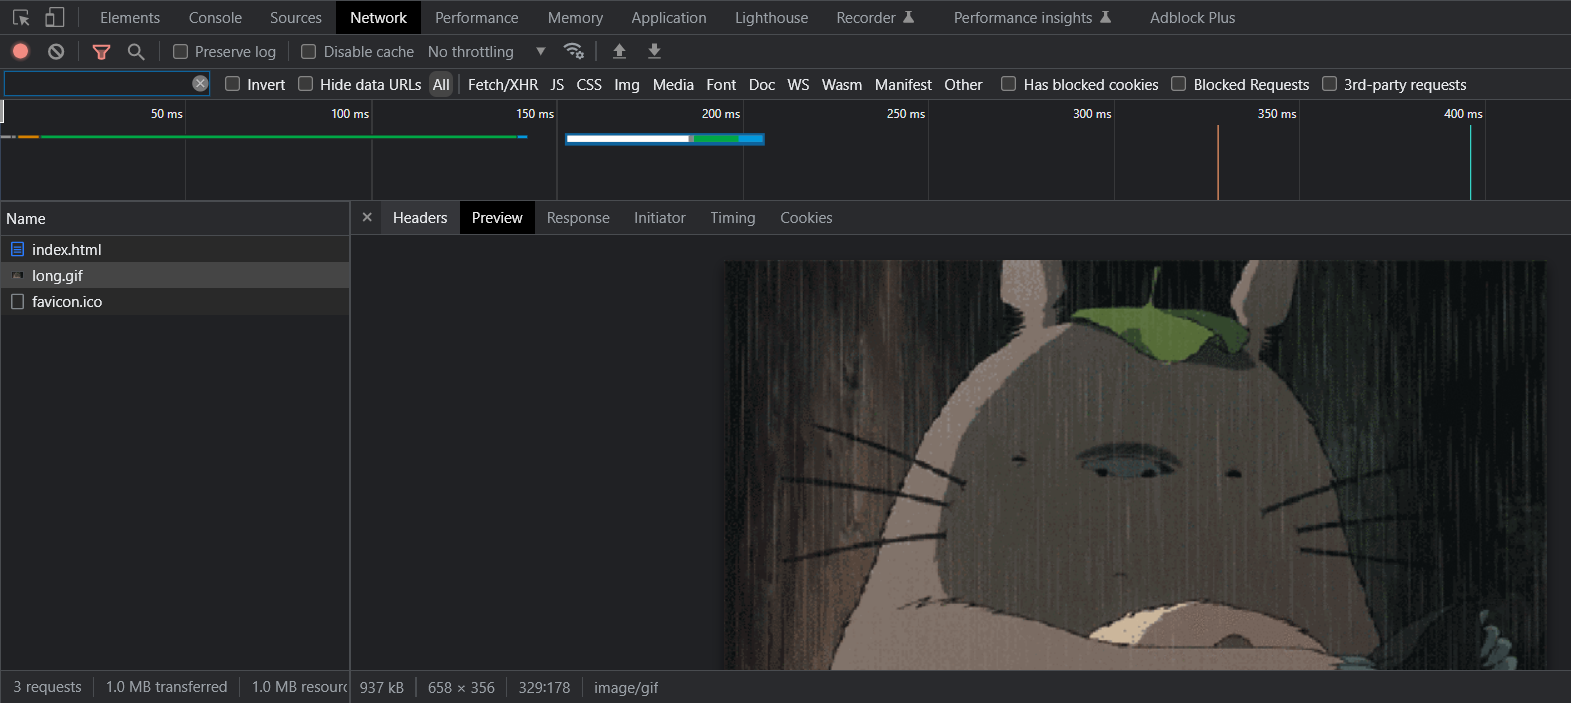 Elements Console Sources Network Performance Memory Application Lighthouse Recorder Performance insights Adblock Plus
Preserve log Disable cache No throttling
Invert Hide data URLs All Fetch/XHR JS CSS Img Media Font Doc WS Wasm Manifest Other Has blocked cookies Blocked Requests 3rd-party requests
50 ms 100 ms 150 ms 200 ms 250 ms 300 ms 350 ms 400 ms
Name
Headers Preview Response Initiator Timing Cookies
index.html
long.gif
favicon.ico
3 requests 1.0 MB transferred 1.0 MB resourc 937 kB 658 × 356 329:178 image/gif